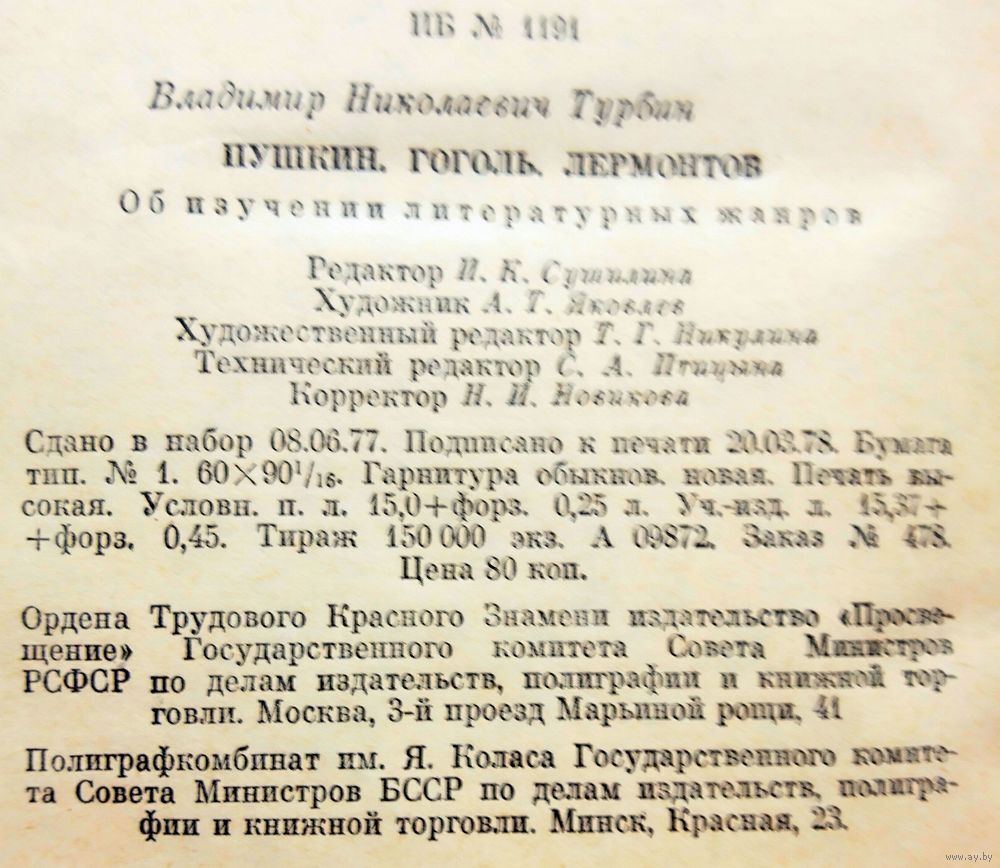 ИБ № 1191
Владимир Николаевич Турбин
ПУШКИН. ГОГОЛЬ. ЛЕРМОНТОВ
Об изучении литературных жанров
Редактор И. К. Сушилина
Художник А. Т. Яковлев
Художественный редактор Т. Г. Никулина
Технический редактор С. А. Птицына
Корректор Н. И. Новикова
Сдано в набор 08.06.77. Подписано к печати 20.03.78. Бумага
тип. № 1. 60×90¹/₁₆. Гарнитура обыкнов. новая. Печать вы-
сокая. Условн. п. л. 15,0+форз. 0,25 л. Уч.-изд. л. 15,37+
+форз. 0,45. Тираж 150 000 экз. А 09872. Заказ № 478.
Цена 80 коп.
Ордена Трудового Красного Знамени издательство «Просве-
щение» Государственного комитета Совета Министров
РСФСР по делам издательств, полиграфии и книжной тор-
говли. Москва, 3-й проезд Марьиной рощи, 41
Полиграфкомбинат им. Я. Коласа Государственного комите-
та Совета Министров БССР по делам издательств, полигра-
фии и книжной торговли. Минск, Красная, 23.
www.ay.by